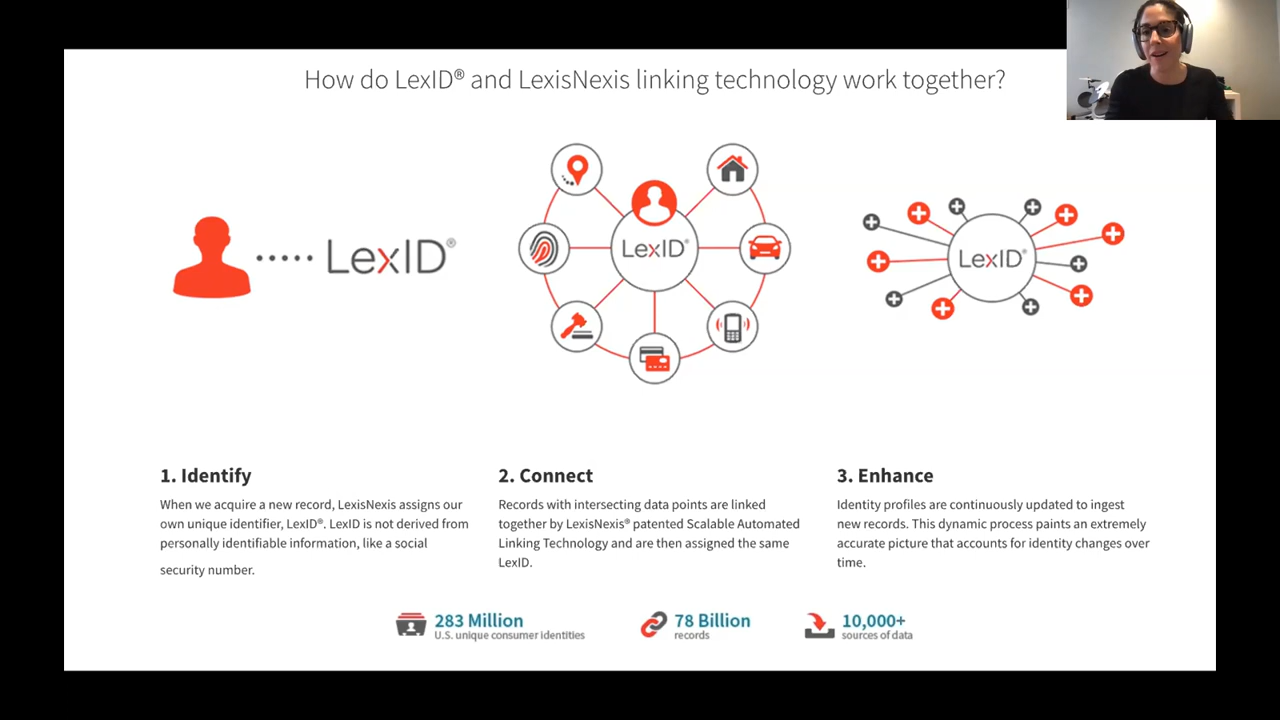 How do LexID® and LexisNexis linking technology work together?
LexID®
LexID®
LexID®
1. Identify
When we acquire a new record, LexisNexis assigns our
own unique identifier, LexID®. LexID is not derived from
personally identifiable information, like a social
security number.
2. Connect
Records with intersecting data points are linked
together by LexisNexis® patented Scalable Automated
Linking Technology and are then assigned the same
LexID.
3. Enhance
Identity profiles are continuously updated to ingest
new records. This dynamic process paints an extremely
accurate picture that accounts for identity changes over
time.
283 Million
U.S. unique consumer identities
78 Billion
records
10,000+
sources of data